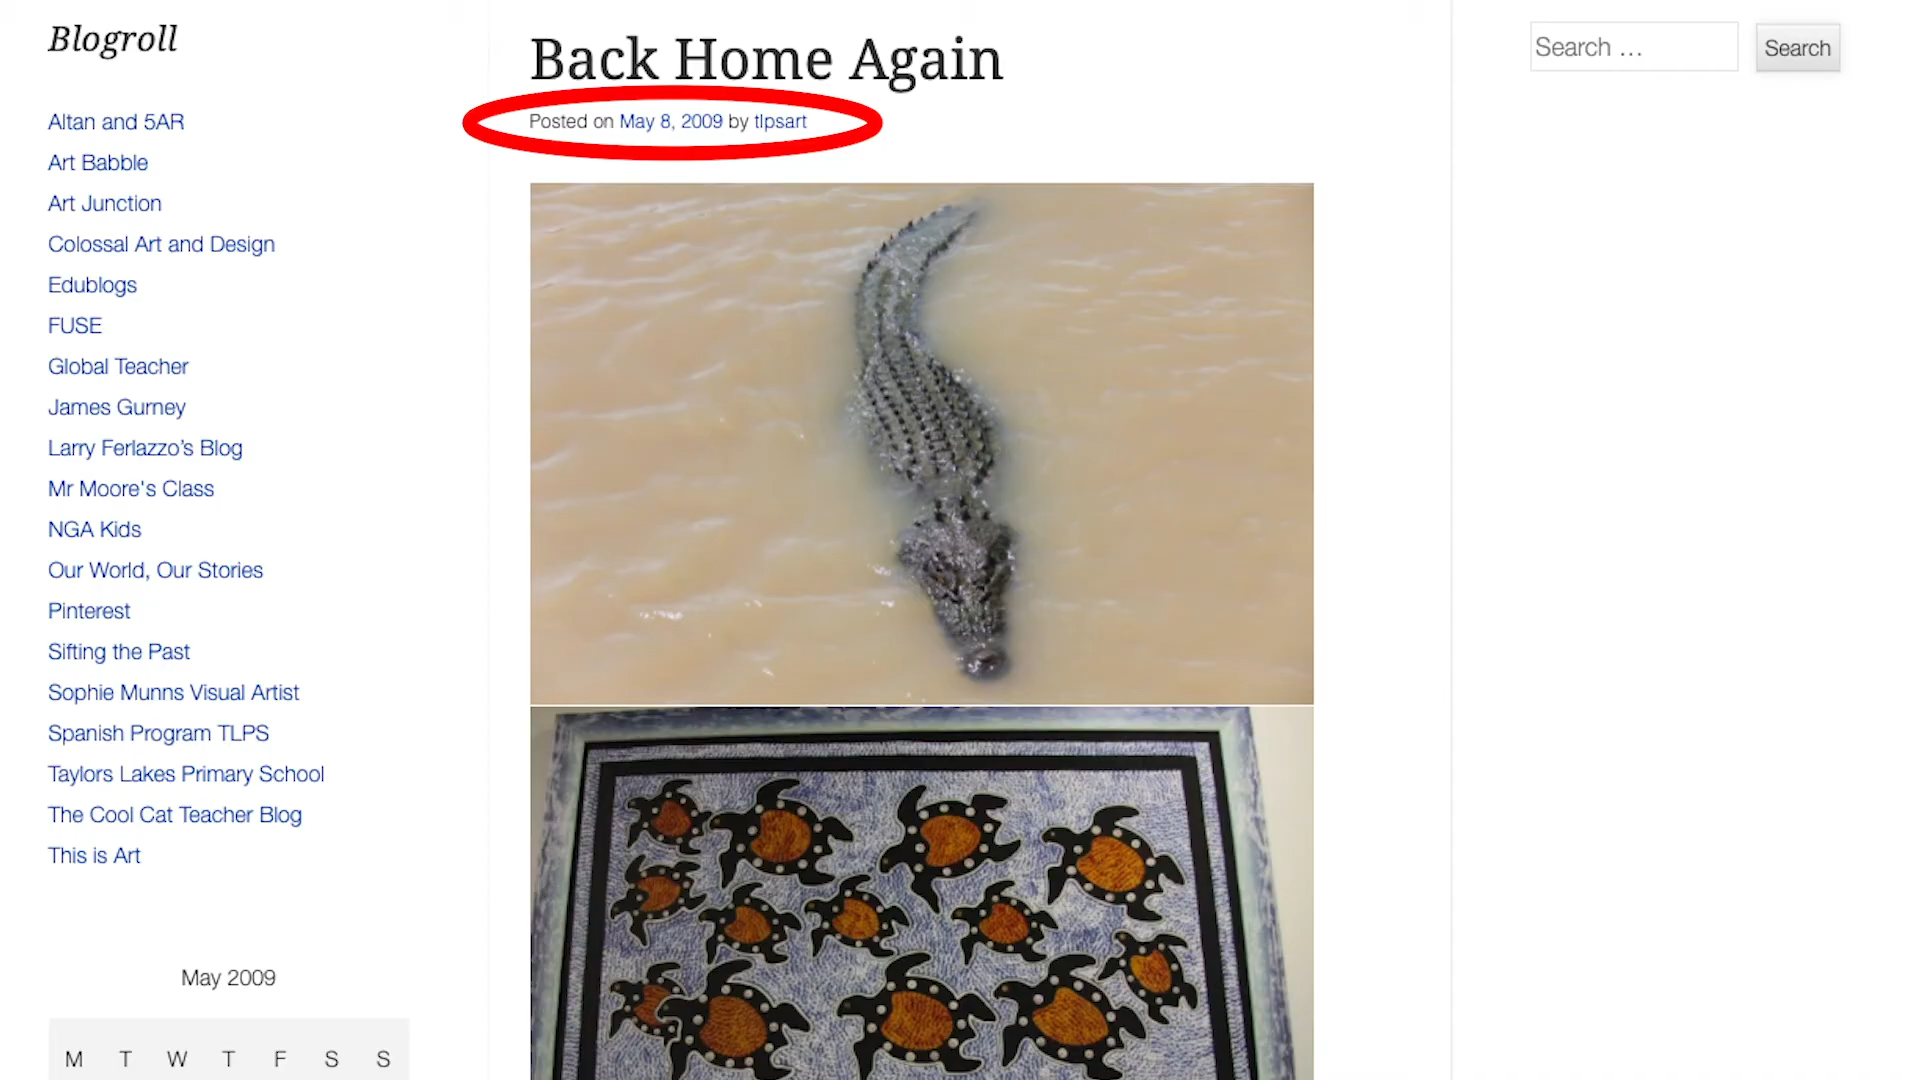 Blogroll
Altan and 5AR
Art Babble
Art Junction
Colossal Art and Design
Edublogs
FUSE
Global Teacher
James Gurney
Larry Ferlazzo's Blog
Mr Moore's Class
NGA Kids
Our World, Our Stories
Pinterest
Sifting the Past
Sophie Munns Visual Artist
Spanish Program TLPS
Taylors Lakes Primary School
The Cool Cat Teacher Blog
This is Art
May 2009
M T W T F S S
Back Home Again
Posted on May 8, 2009 by tlpsart
Search …
Search